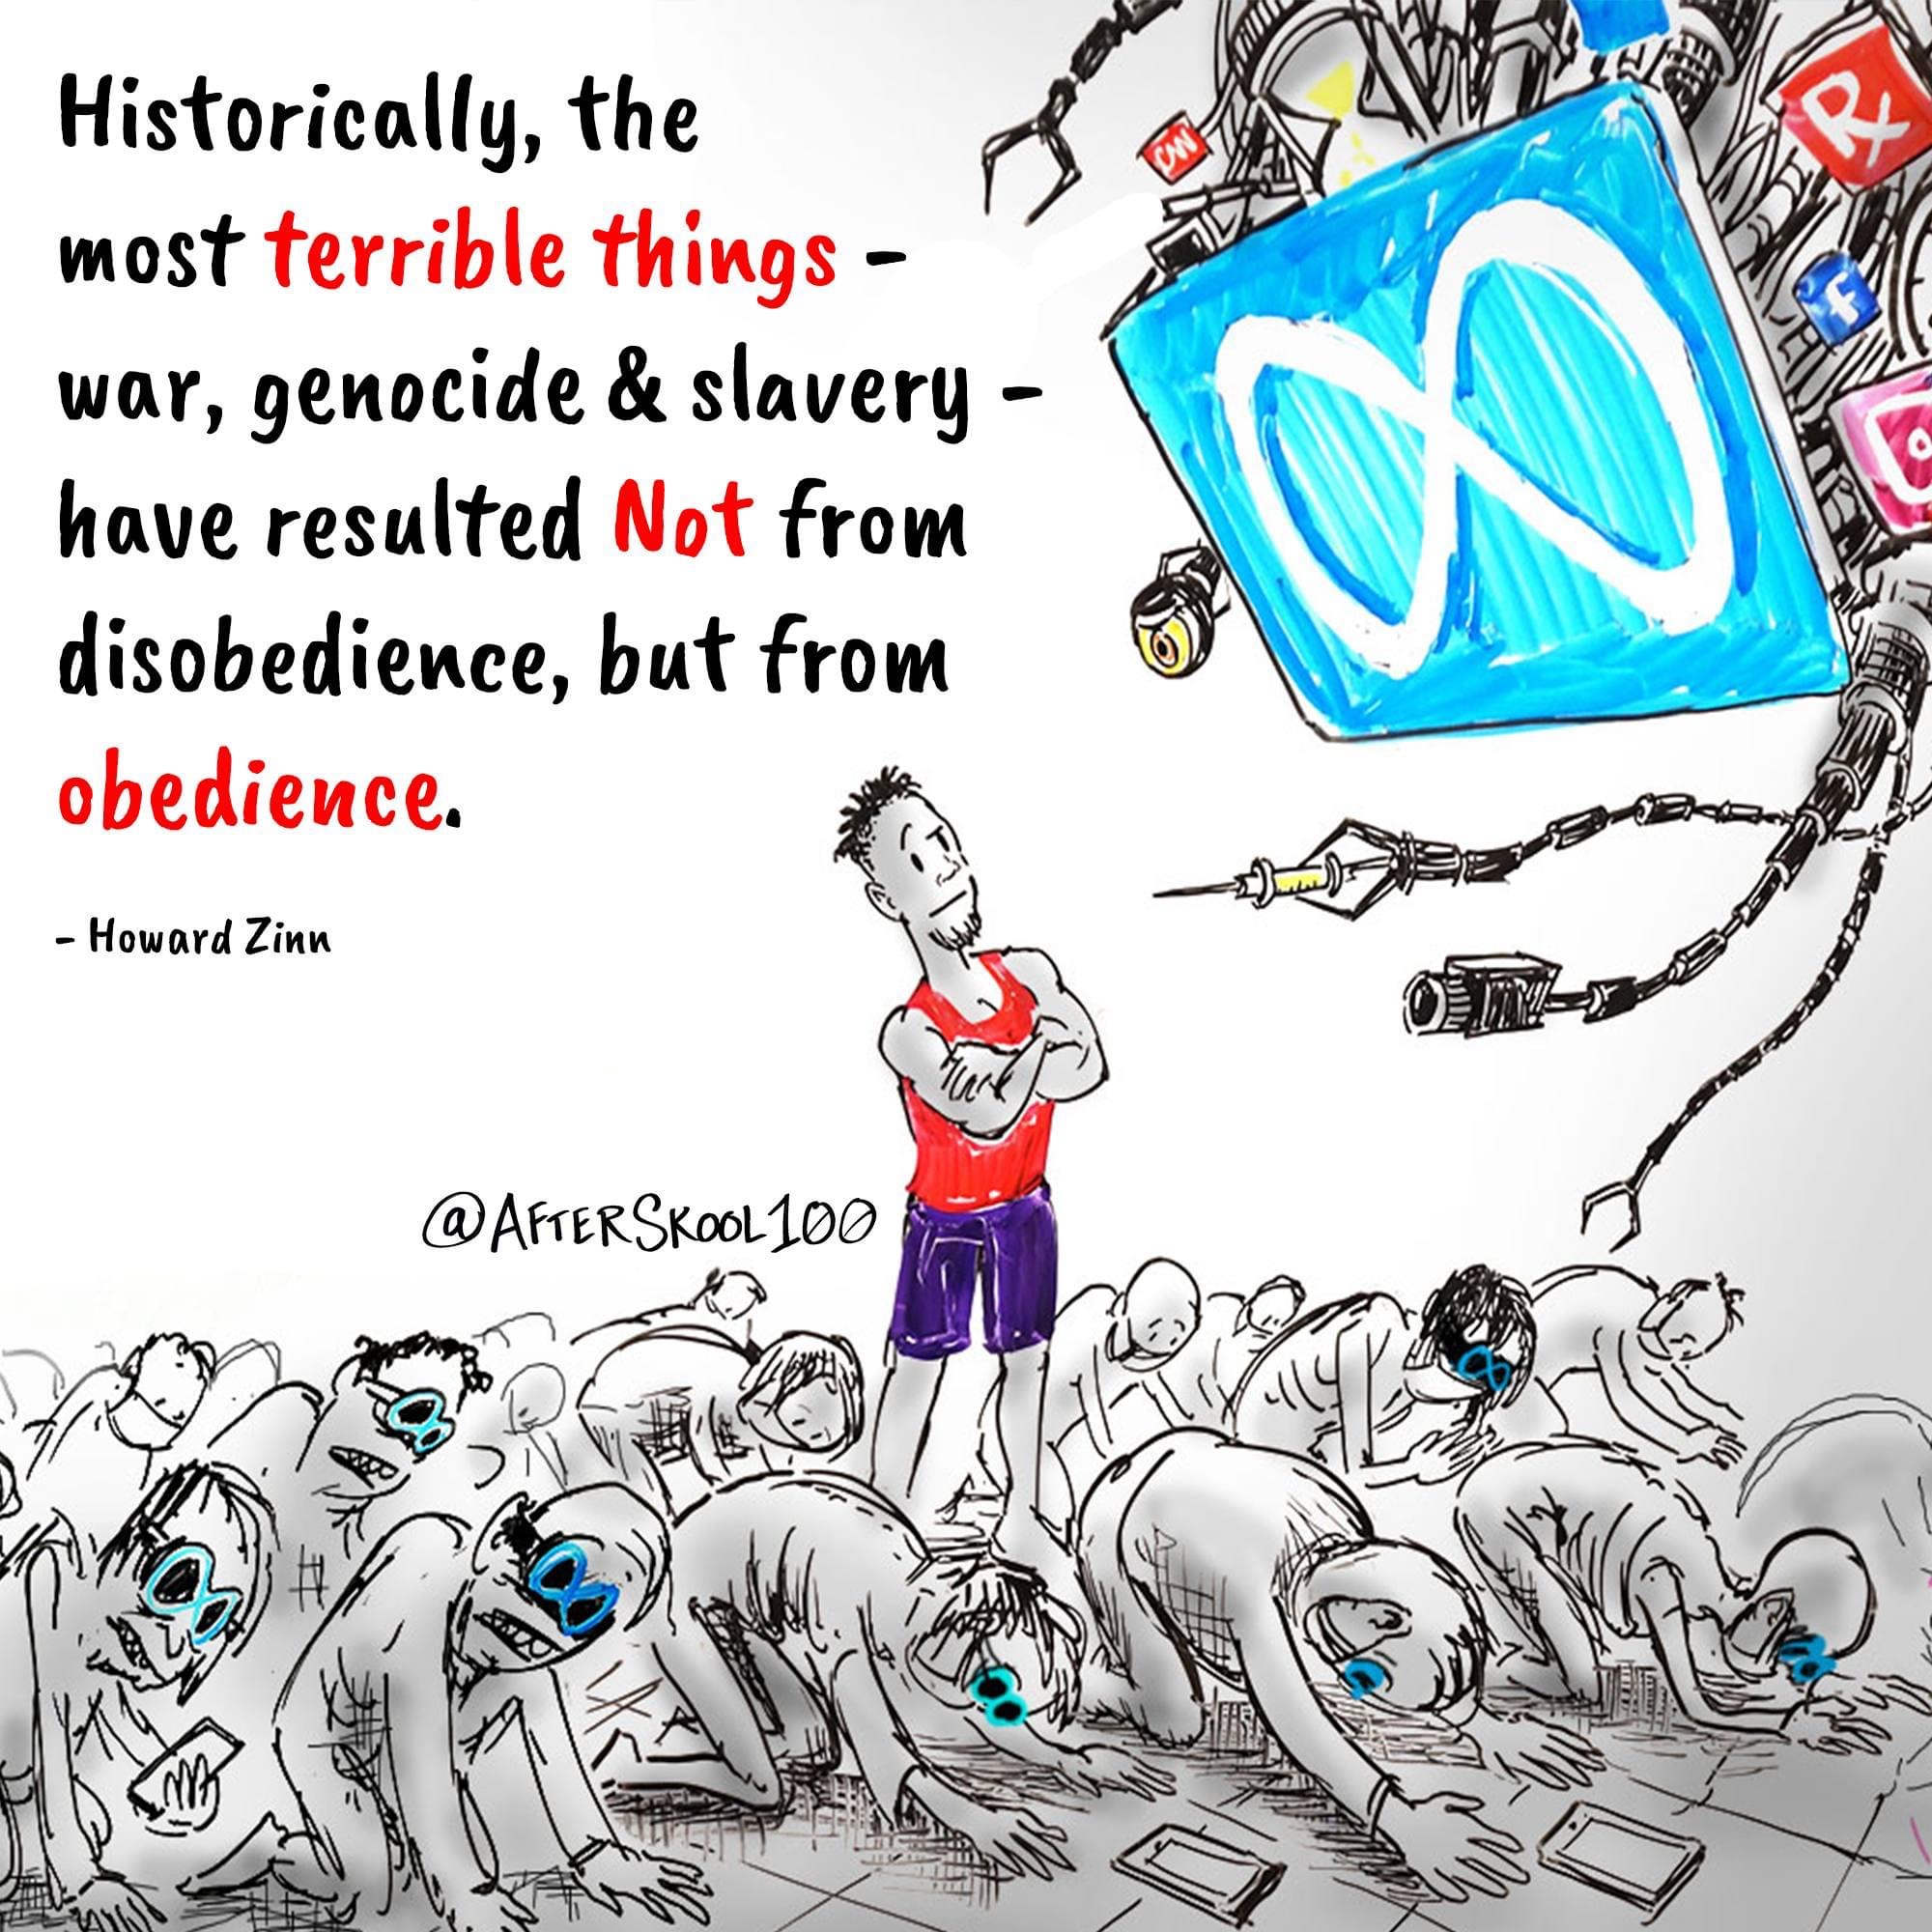 Historically, the
most terrible things -
war, genocide & slavery -
have resulted Not from
disobedience, but from
obedience.
- Howard Zinn
@AFTERSKOOL100
CNN
Rx
f